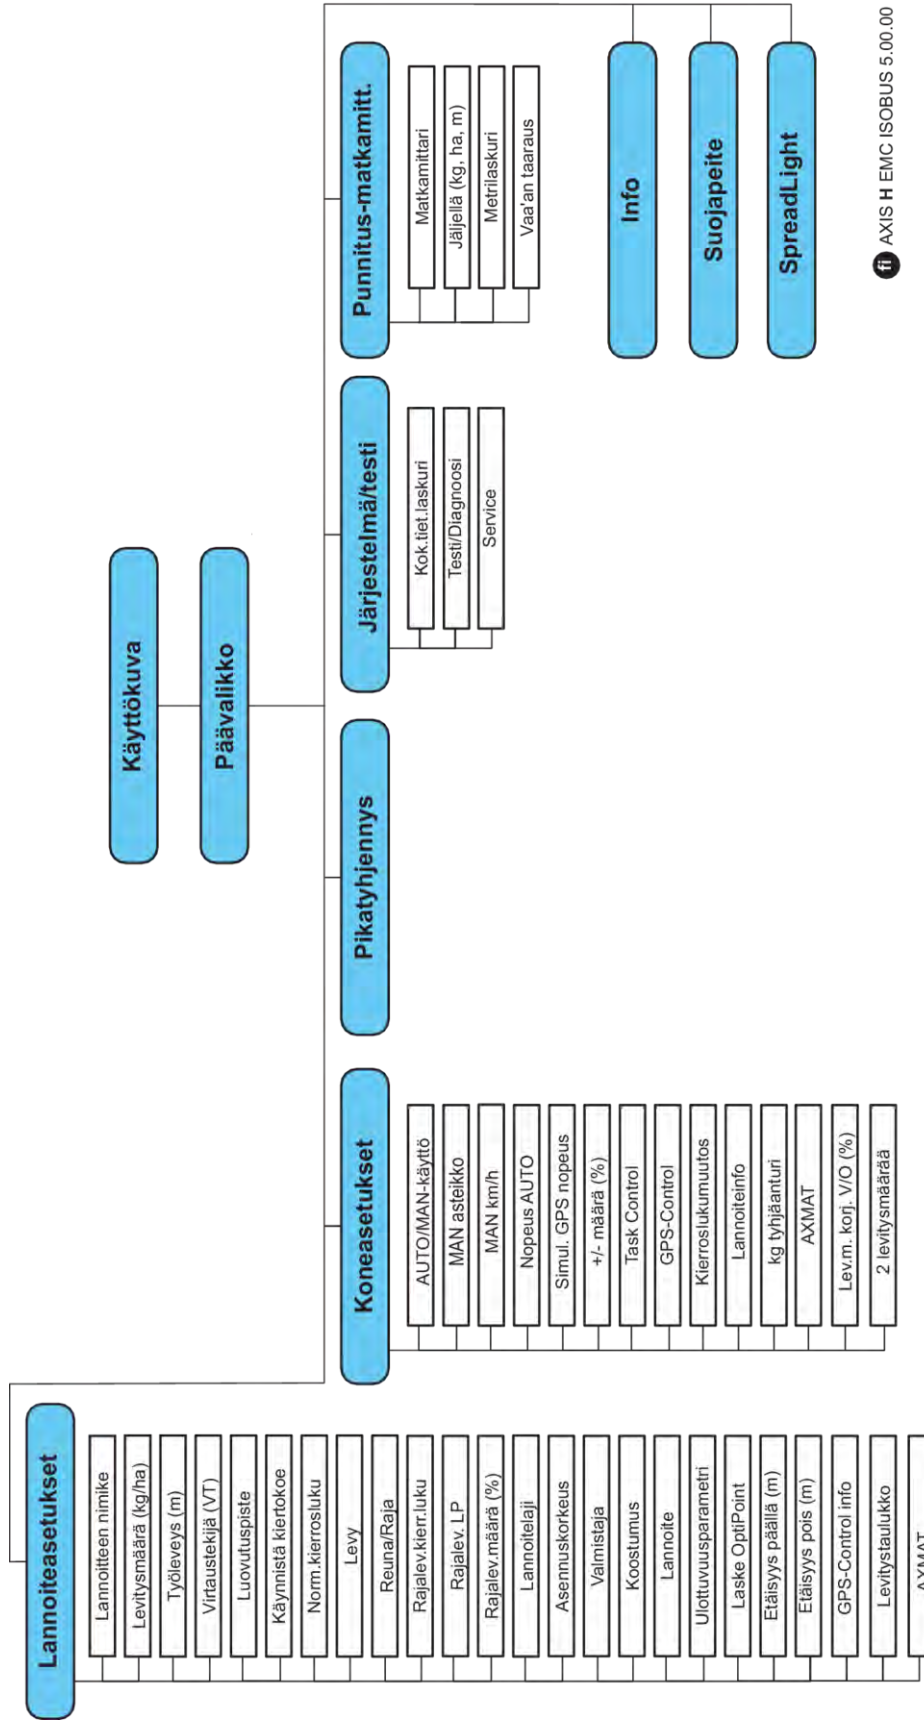 Käyttökuva
Päävalikko
Lannoiteasetukset
Lannoitteen nimike
Levitysmäärä (kg/ha)
Työleveys (m)
Virtaustekijä (VT)
Luovutuspiste
Käynnistä kiertokoe
Norm.kierrosluku
Levy
Reuna/Raja
Rajalev.kierr.luku
Rajalev. LP
Rajalev.määrä (%)
Lannoitelaji
Asennuskorkeus
Valmistaja
Koostumus
Lannoite
Ulottuvuusparametri
Laske OptiPoint
Etäisyys päällä (m)
Etäisyys pois (m)
GPS-Control info
Levitystaulukko
AXMAT
Koneasetukset
AUTO/MAN-käyttö
MAN asteikko
MAN km/h
Nopeus AUTO
Simul. GPS nopeus
+/- määrä (%)
Task Control
GPS-Control
Kierroslukumuutos
Lannoiteinfo
kg tyhjäanturi
AXMAT
Lev.m. korj. V/O (%)
2 levitysmäärää
Pikatyhjennys
Järjestelmä/testi
Kok.tiet.laskuri
Testi/Diagnoosi
Service
Punnitus-matkamitt.
Matkamittari
Jäljellä (kg, ha, m)
Metrilaskuri
Vaa'an taaraus
Info
Suojapeite
SpreadLight
fi AXIS H EMC ISOBUS 5.00.00